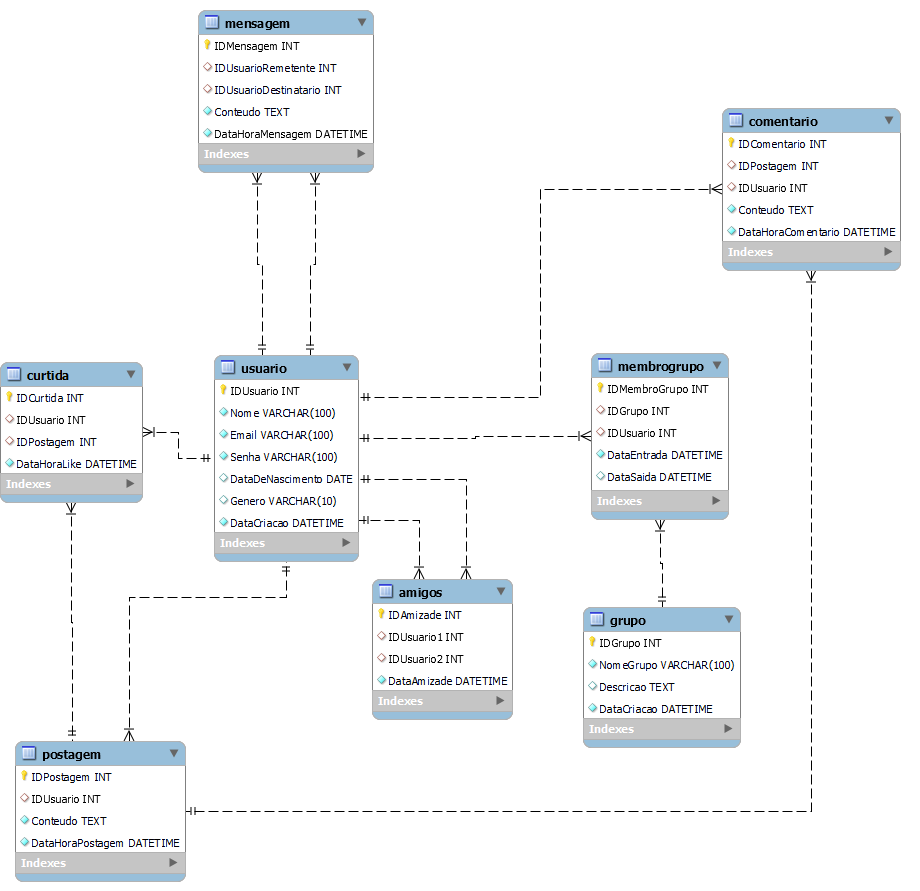 mensagem
IDMensagem INT
IDUsuarioRemetente INT
IDUsuarioDestinatario INT
Conteudo TEXT
DataHoraMensagem DATETIME
Indexes
comentario
IDComentario INT
IDPostagem INT
IDUsuario INT
Conteudo TEXT
DataHoraComentario DATETIME
Indexes
curtida
IDCurtida INT
IDUsuario INT
IDPostagem INT
DataHoraLike DATETIME
Indexes
usuario
IDUsuario INT
Nome VARCHAR(100)
Email VARCHAR(100)
Senha VARCHAR(100)
DataDeNascimento DATE
Genero VARCHAR(10)
DataCriacao DATETIME
Indexes
membrogrupo
IDMembroGrupo INT
IDGrupo INT
IDUsuario INT
DataEntrada DATETIME
DataSaida DATETIME
Indexes
amigos
IDAmizade INT
IDUsuario1 INT
IDUsuario2 INT
DataAmizade DATETIME
Indexes
grupo
IDGrupo INT
NomeGrupo VARCHAR(100)
Descricao TEXT
DataCriacao DATETIME
Indexes
postagem
IDPostagem INT
IDUsuario INT
Conteudo TEXT
DataHoraPostagem DATETIME
Indexes